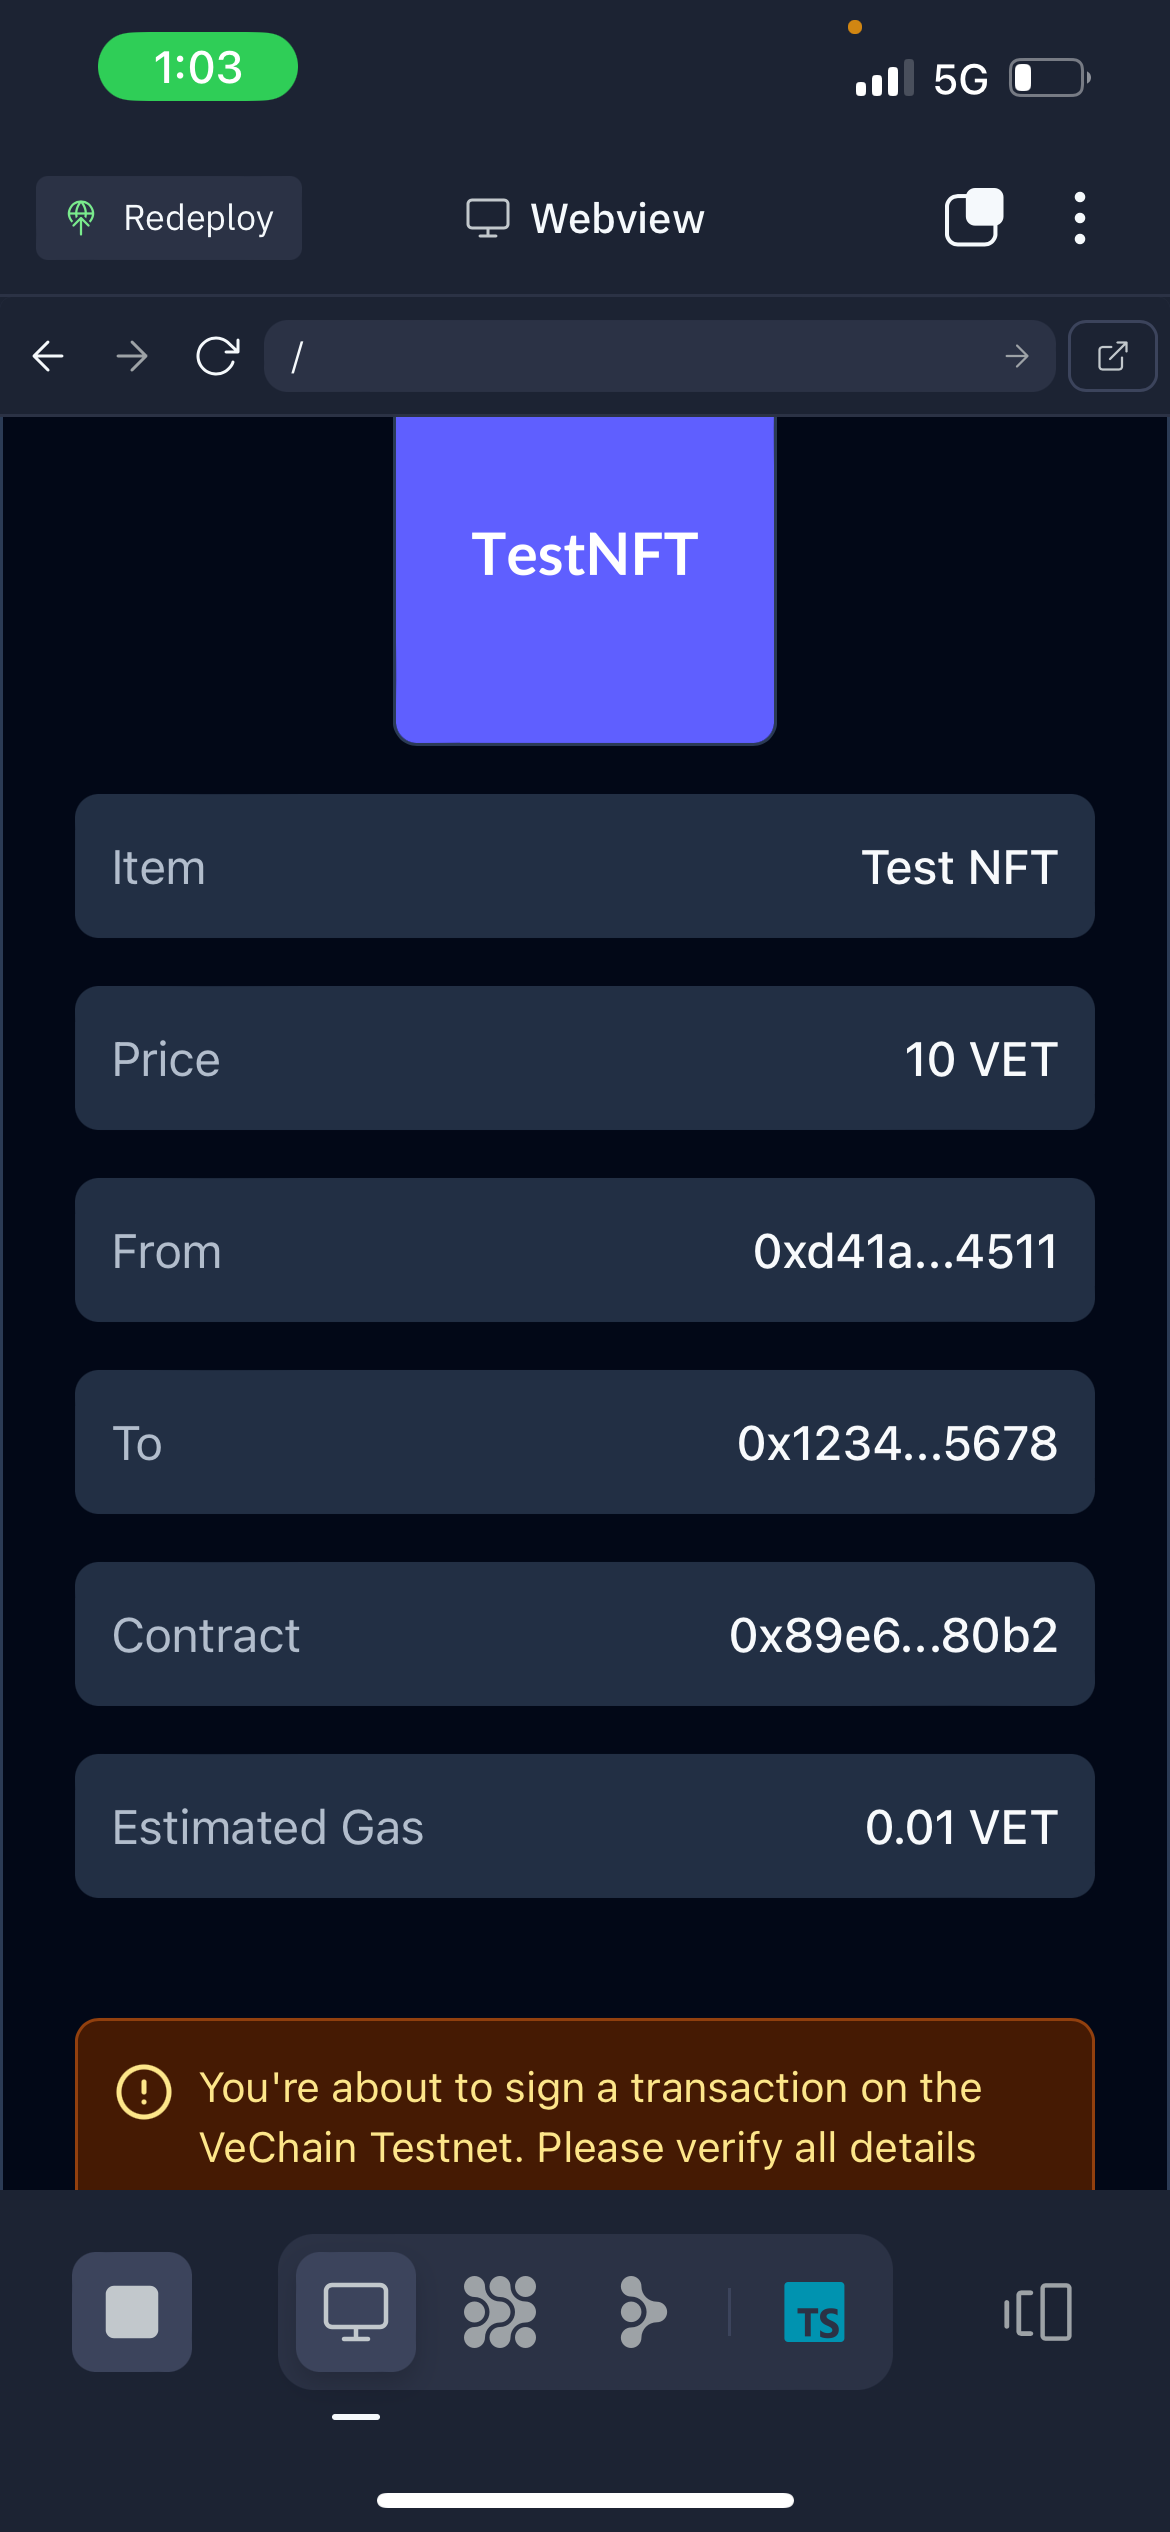 1:03
5G
Redeploy
Webview
/
TestNFT
Item
Test NFT
Price
10 VET
From
0xd41a...4511
To
0x1234...5678
Contract
0x89e6...80b2
Estimated Gas
0.01 VET
You're about to sign a transaction on the
VeChain Testnet. Please verify all details
TS